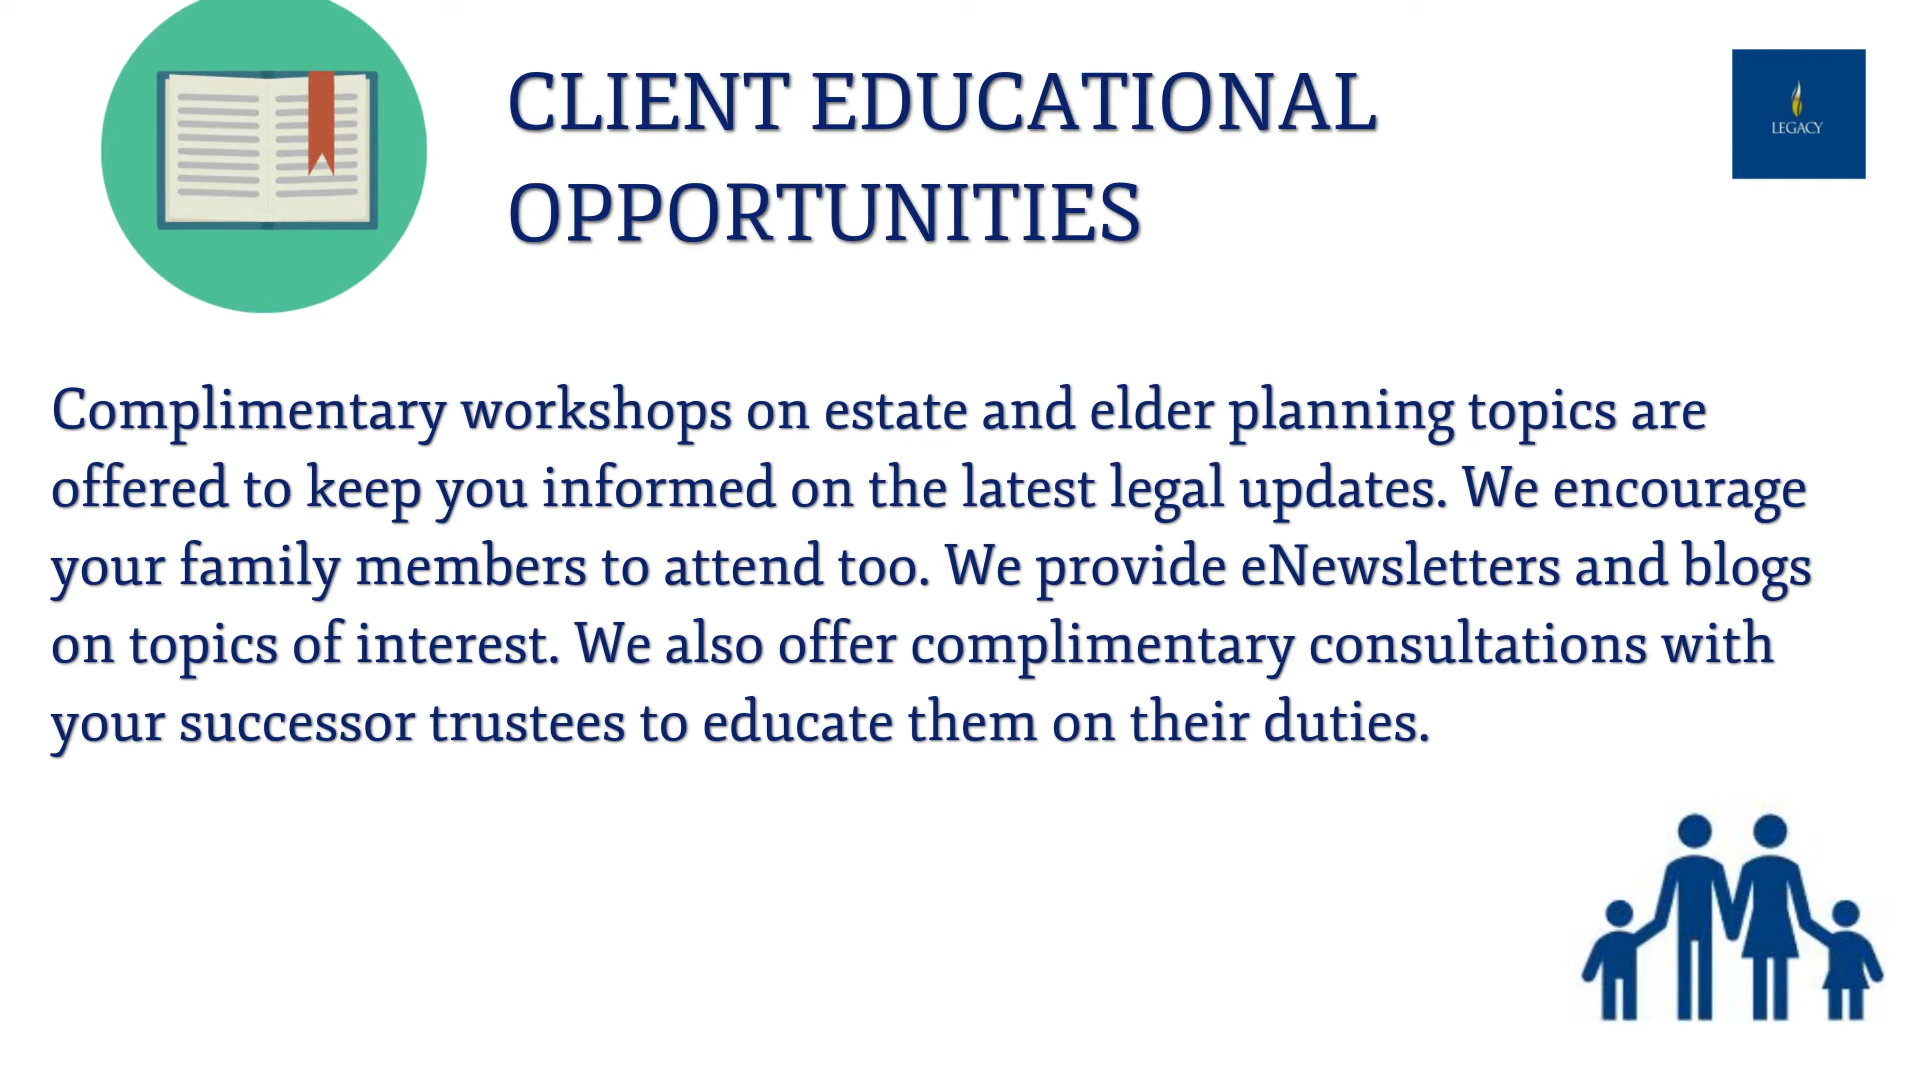 CLIENT EDUCATIONAL
OPPORTUNITIES
LEGACY
Complimentary workshops on estate and elder planning topics are
offered to keep you informed on the latest legal updates. We encourage
your family members to attend too. We provide eNewsletters and blogs
on topics of interest. We also offer complimentary consultations with
your successor trustees to educate them on their duties.